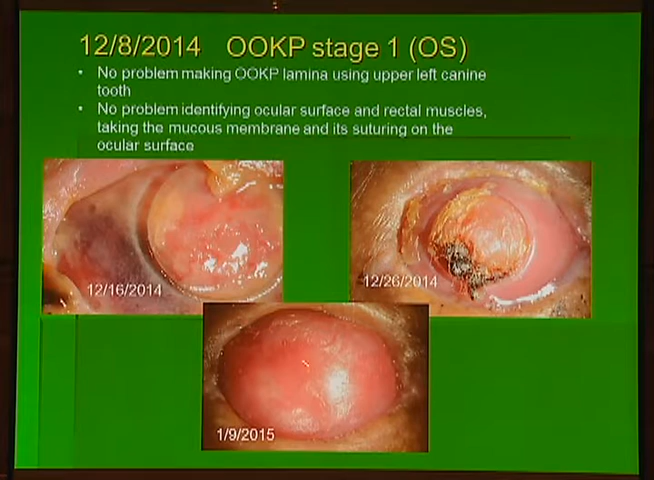 12/8/2014 OOKP stage 1 (OS)
• No problem making OOKP lamina using upper left canine
tooth
• No problem identifying ocular surface and rectal muscles,
taking the mucous membrane and its suturing on the
ocular surface
12/16/2014
12/26/2014
1/9/2015